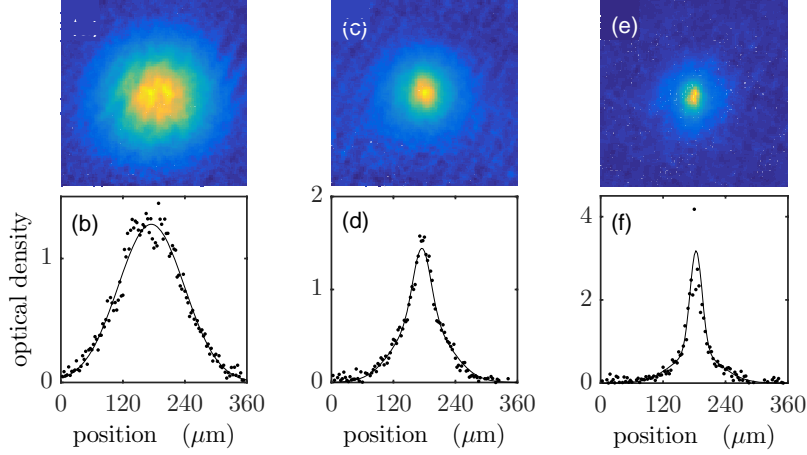 (c) (e)
(b) (d) (f)
optical density
1
0
2
1
0
4
2
0
0 120 240 360
0 120 240 360
0 120 240 360
position (μm)
position (μm)
position (μm)